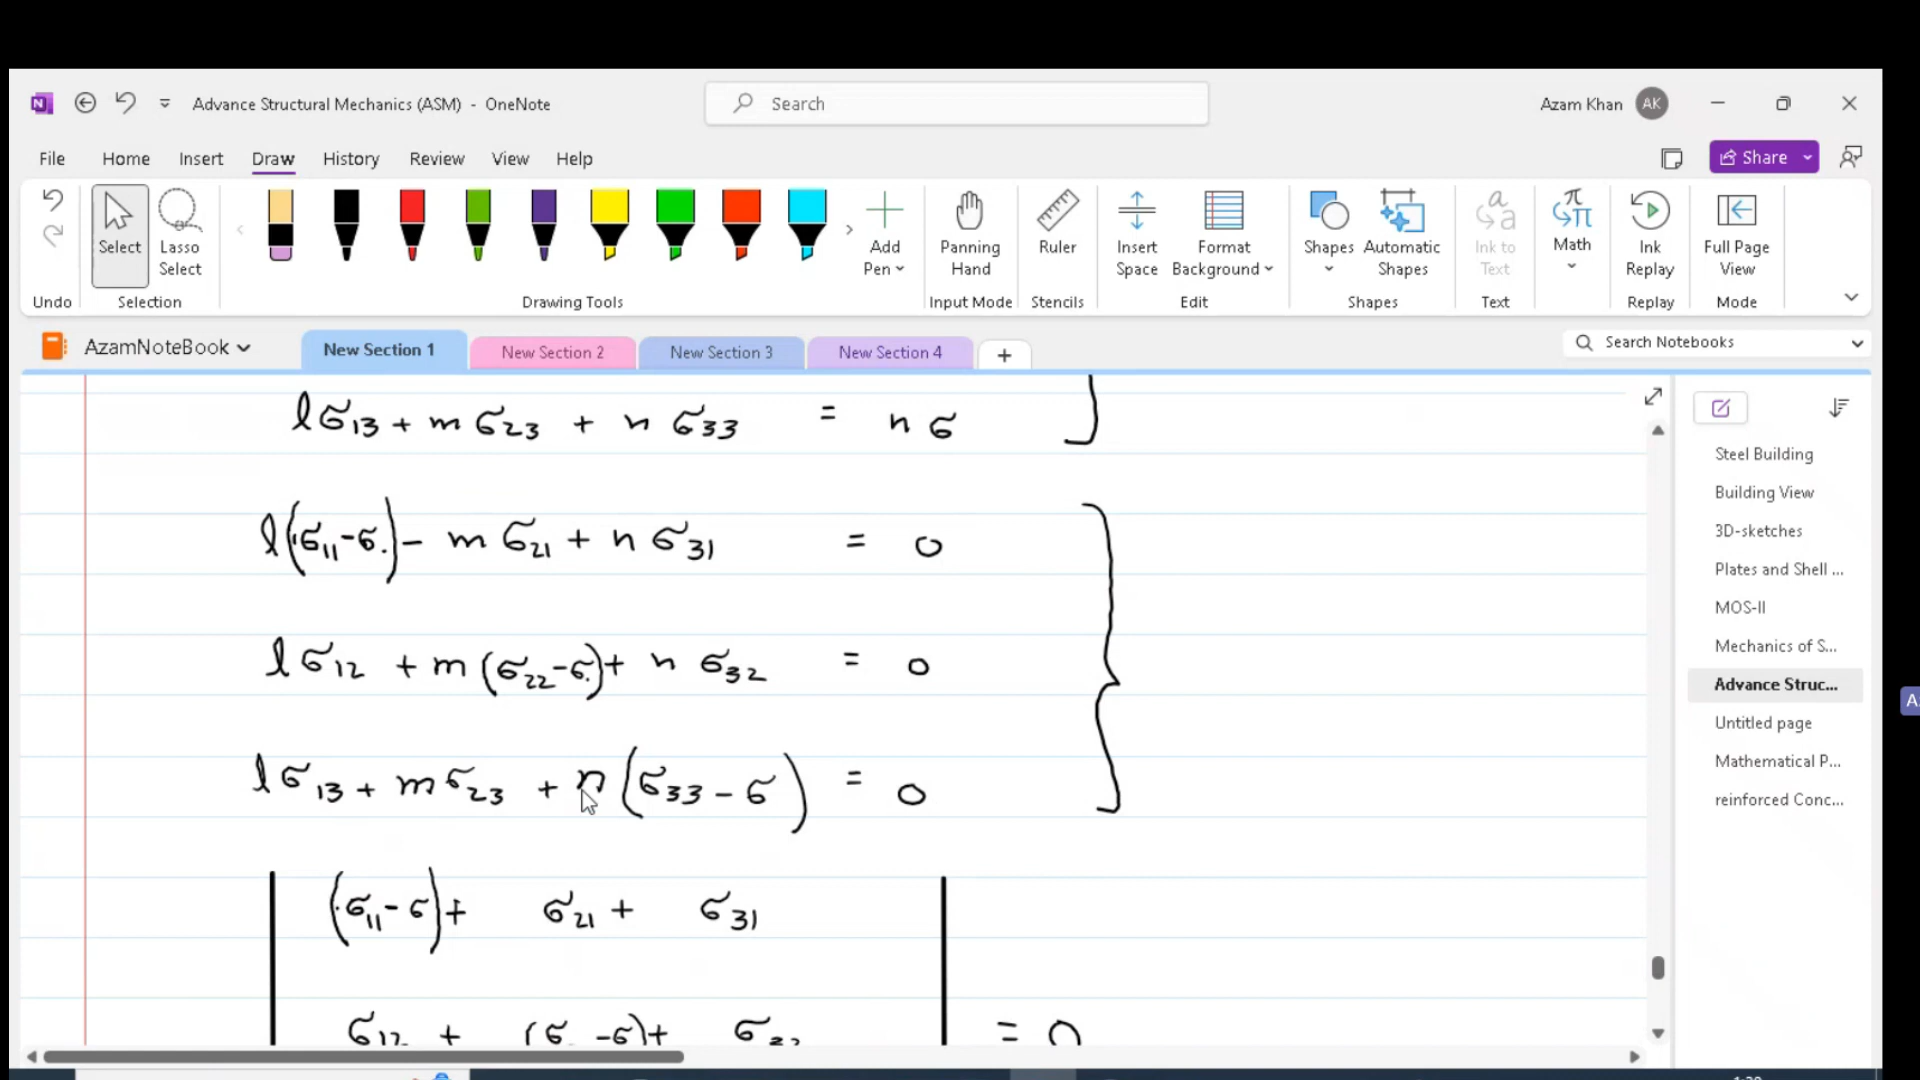 Advance Structural Mechanics (ASM) - OneNote
Search
Azam Khan AK
File Home Insert Draw History Review View Help
Share
Select
Lasso Select
Add Pen
Panning Hand
Ruler
Insert Space
Format Background
Shapes
Automatic Shapes
Ink to Text
Math
Ink Replay
Full Page View
Undo Selection Drawing Tools Input Mode Stencils Edit Shapes Text Replay Mode
AzamNoteBook New Section 1 New Section 2 New Section 3 New Section 4 +
Search Notebooks
lσ13 + mσ23 + nσ33 = nσ
l(σ11-σ) - mσ21 + nσ31 = 0
lσ12 + m(σ22-σ) + nσ32 = 0
lσ13 + mσ23 + n(σ33-σ) = 0
(σ11-σ)+ σ21 + σ31
σ12 + (σ -σ)+ σ32 = 0
Steel Building
Building View
3D-sketches
Plates and Shell ...
MOS-II
Mechanics of S...
Advance Struc...
Untitled page
Mathematical P...
reinforced Conc...